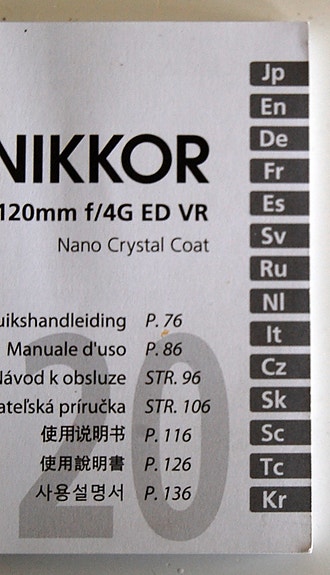 NIKKOR
120mm f/4G ED VR
Nano Crystal Coat
uikshandleiding P. 76
Manuale d'uso P. 86
Návod k obsluze STR. 96
ateľská príručka STR. 106
使用说明书 P. 116
使用說明書 P. 126
사용설명서 P. 136
20
Jp
En
De
Fr
Es
Sv
Ru
Nl
It
Cz
Sk
Sc
Tc
Kr